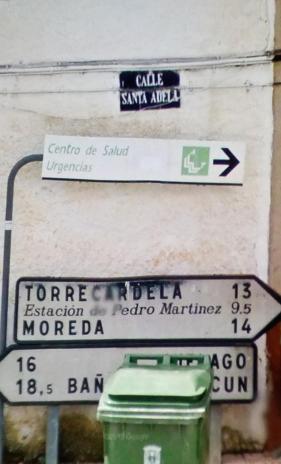 CALLE
SANTA ADELA
Centro de Salud
Urgencias
TORRECARDELA 13
Estación de Pedro Martinez 9.5
MOREDA 14
16
18,5